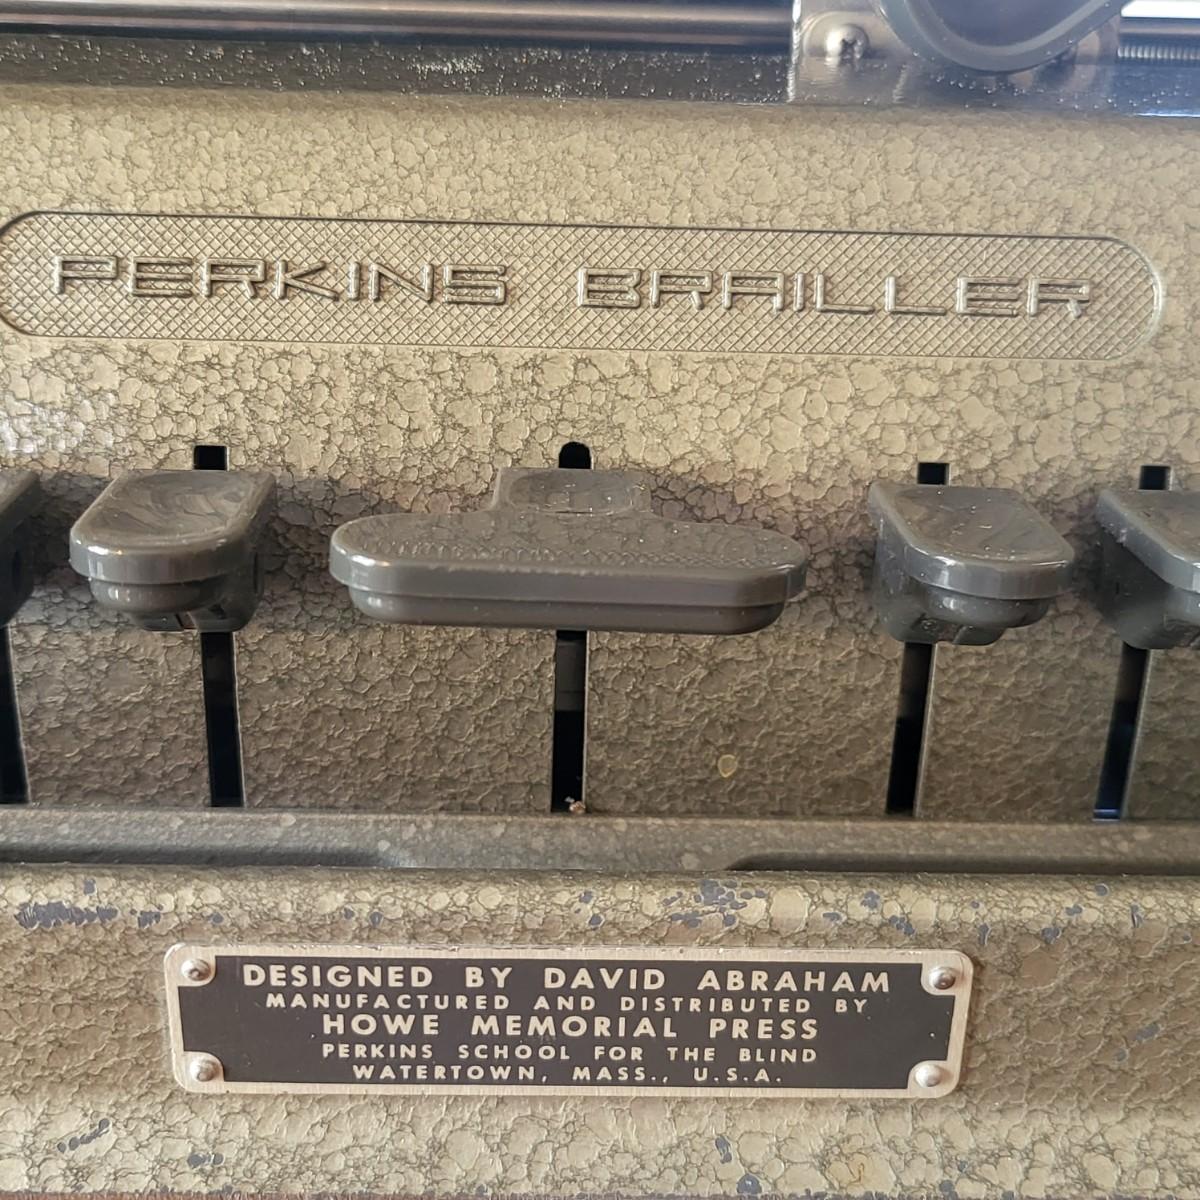 PERKINS BRAILLER
DESIGNED BY DAVID ABRAHAM
MANUFACTURED AND DISTRIBUTED BY
HOWE MEMORIAL PRESS
PERKINS SCHOOL FOR THE BLIND
WATERTOWN, MASS., U.S.A.